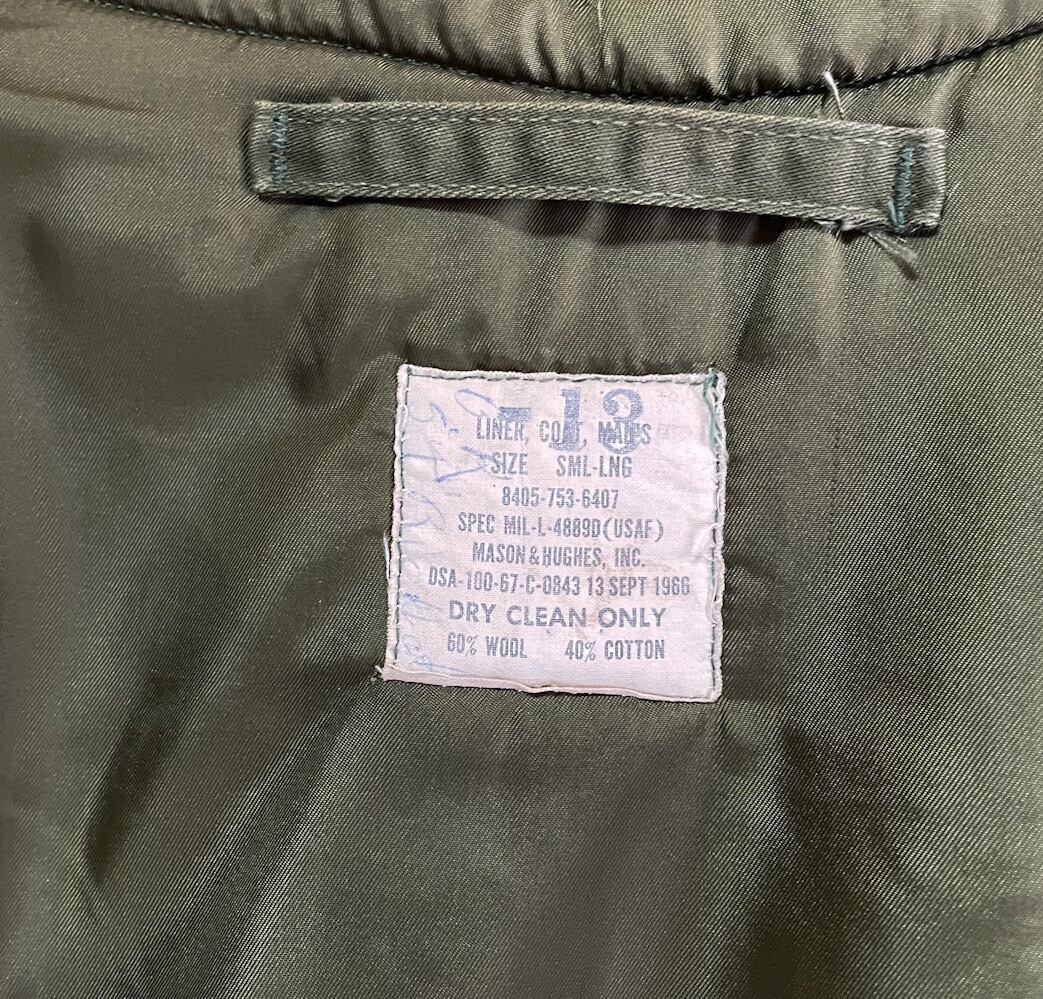 - 13
LINER, COAT, MAN'S
SIZE SML-LNG
8405-753-6407
SPEC MIL-L-4889D(USAF)
MASON & HUGHES, INC.
DSA-100-67-C-0843 13 SEPT 1966
DRY CLEAN ONLY
60% WOOL 40% COTTON